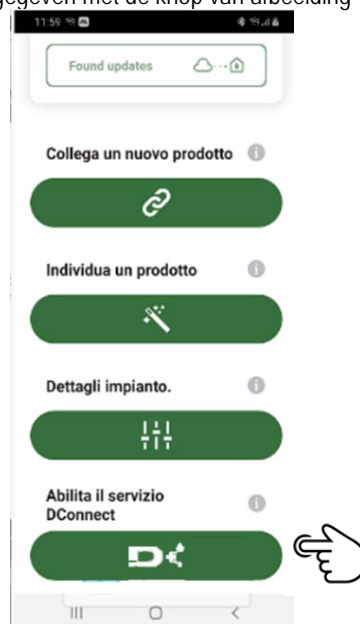 gegeven met de knop van afbeelding
11:59
Found updates
Collega un nuovo prodotto
Individua un prodotto
Dettagli impianto.
Abilita il servizio
DConnect